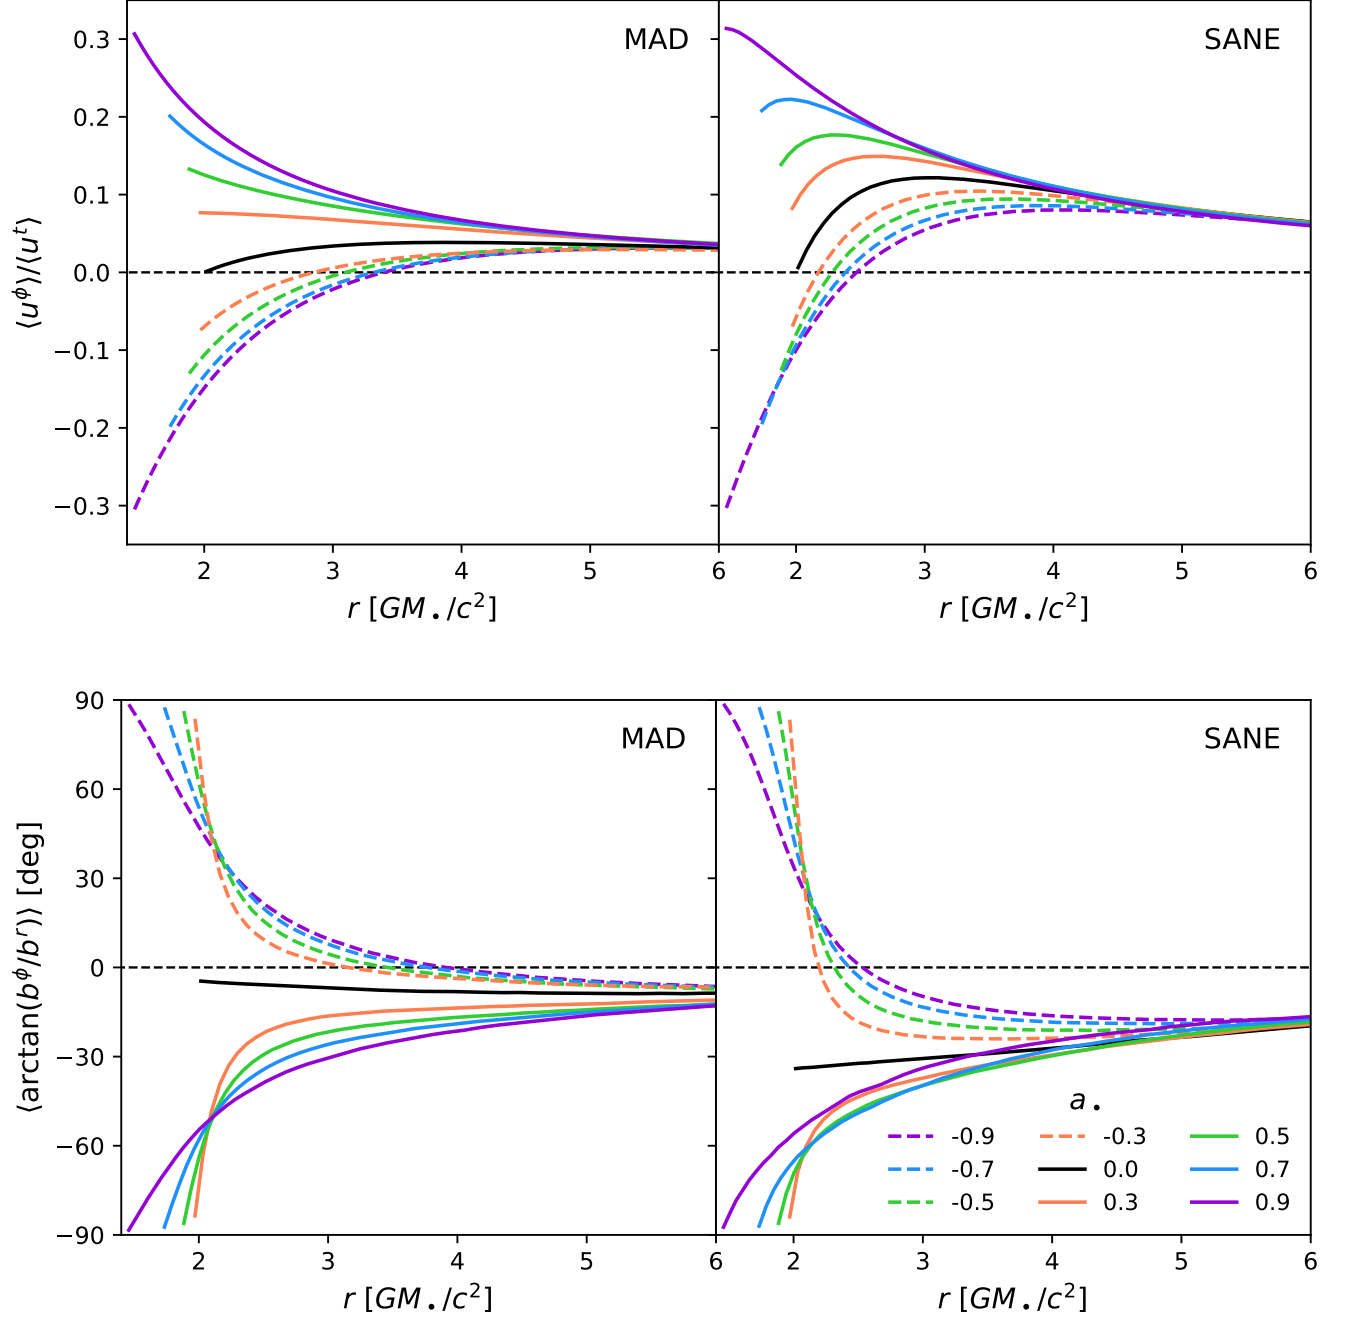 MAD
SANE
0.3
0.2
0.1
0.0
−0.1
−0.2
−0.3
⟨u^ϕ⟩/⟨u^t⟩
2 3 4 5 6 2 3 4 5 6
r [GM•/c²] r [GM•/c²]
90
60
30
0
−30
−60
−90
⟨arctan(b^ϕ/b^r)⟩ [deg]
MAD
SANE
a•
-0.9 -0.3 0.5
-0.7 0.0 0.7
-0.5 0.3 0.9
2 3 4 5 6 2 3 4 5 6
r [GM•/c²] r [GM•/c²]